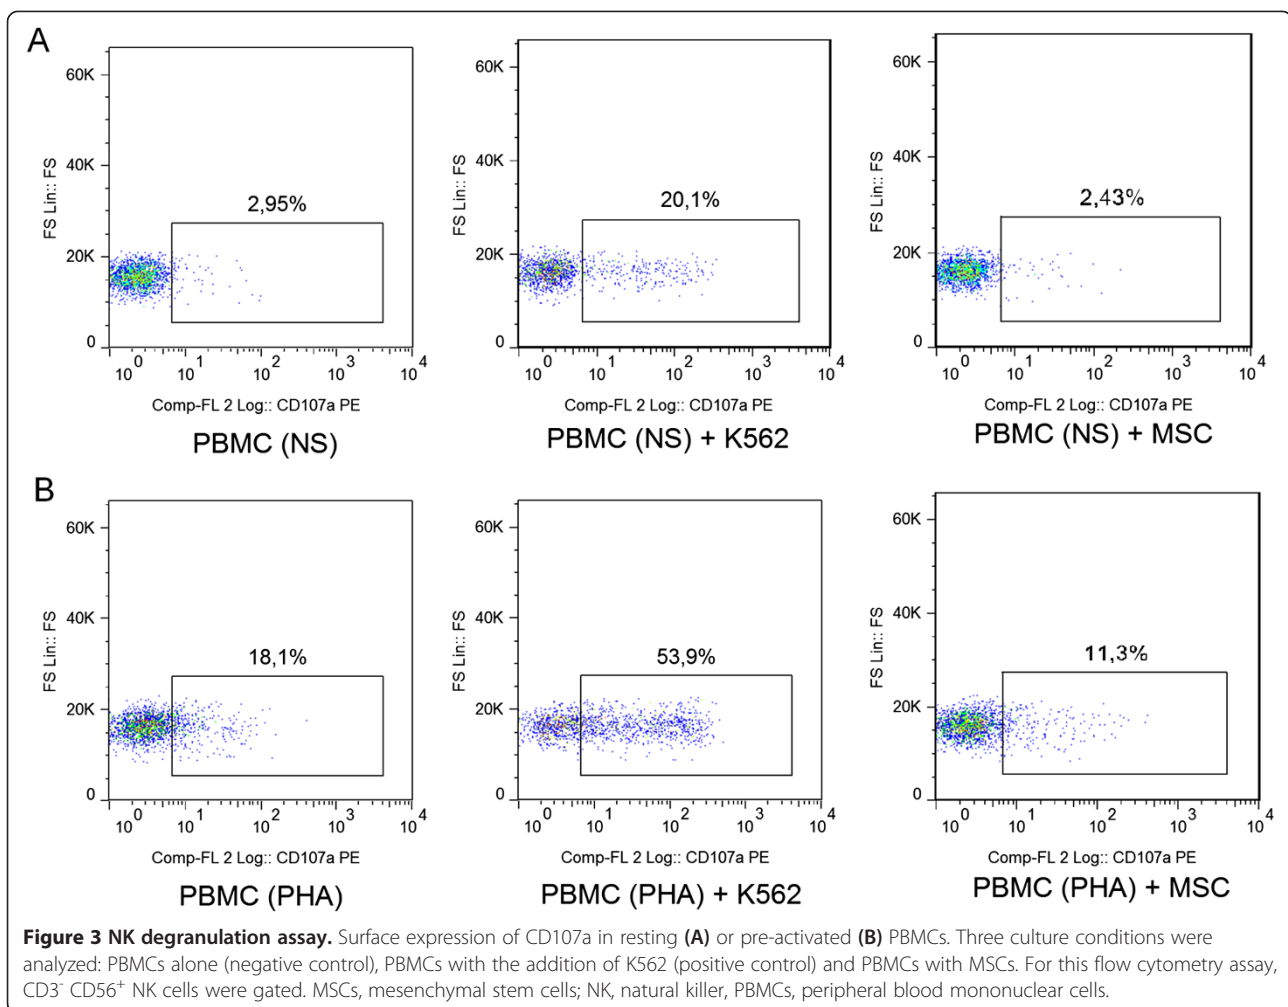 A
60K
40K
20K
0
FS Lin:: FS
2,95%
10^0 10^1 10^2 10^3 10^4
Comp-FL 2 Log:: CD107a PE
PBMC (NS)
60K
40K
20K
0
FS Lin:: FS
20,1%
10^0 10^1 10^2 10^3 10^4
Comp-FL 2 Log:: CD107a PE
PBMC (NS) + K562
60K
40K
20K
0
FS Lin:: FS
2,43%
10^0 10^1 10^2 10^3 10^4
Comp-FL 2 Log:: CD107a PE
PBMC (NS) + MSC
B
60K
40K
20K
0
FS Lin:: FS
18,1%
10^0 10^1 10^2 10^3 10^4
Comp-FL 2 Log:: CD107a PE
PBMC (PHA)
60K
40K
20K
0
FS Lin:: FS
53,9%
10^0 10^1 10^2 10^3 10^4
Comp-FL 2 Log:: CD107a PE
PBMC (PHA) + K562
60K
40K
20K
0
FS Lin:: FS
11,3%
10^0 10^1 10^2 10^3 10^4
Comp-FL 2 Log:: CD107a PE
PBMC (PHA) + MSC
Figure 3 NK degranulation assay. Surface expression of CD107a in resting (A) or pre-activated (B) PBMCs. Three culture conditions were
analyzed: PBMCs alone (negative control), PBMCs with the addition of K562 (positive control) and PBMCs with MSCs. For this flow cytometry assay,
CD3⁻ CD56⁺ NK cells were gated. MSCs, mesenchymal stem cells; NK, natural killer, PBMCs, peripheral blood mononuclear cells.